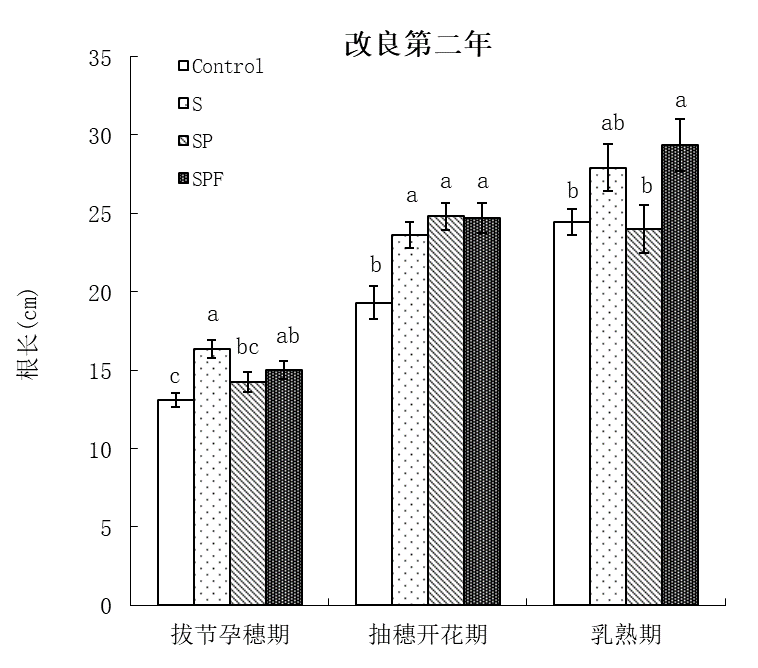 改良第二年
35
30
25
20
15
10
5
0
根长(cm)
Control
S
SP
SPF
c
a
bc
ab
b
a
a
a
b
ab
b
a
拔节孕穗期
抽穗开花期
乳熟期